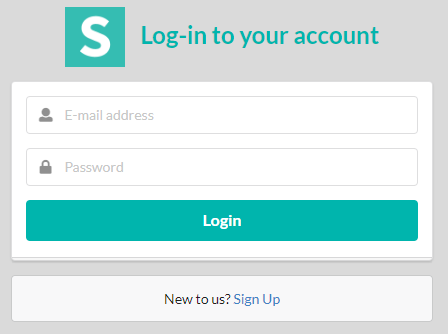 S
Log-in to your account
E-mail address
Password
Login
New to us? Sign Up